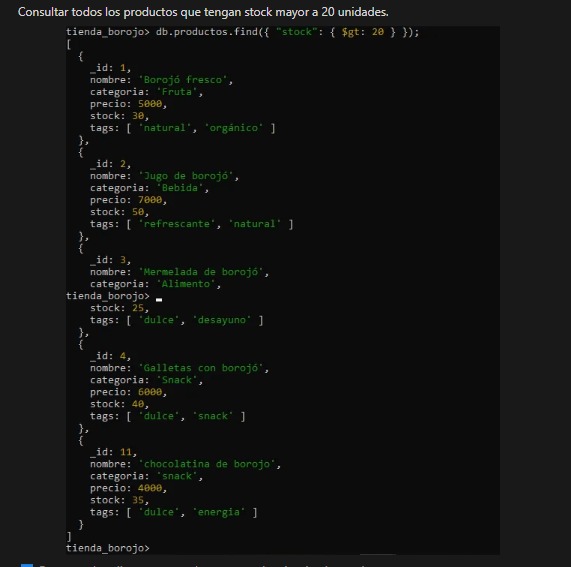 Consultar todos los productos que tengan stock mayor a 20 unidades.
tienda_borojo> db.productos.find({ "stock": { $gt: 20 } });
[
  {
    _id: 1,
    nombre: 'Borojó fresco',
    categoria: 'Fruta',
    precio: 5000,
    stock: 30,
    tags: [ 'natural', 'orgánico' ]
  },
  {
    _id: 2,
    nombre: 'Jugo de borojó',
    categoria: 'Bebida',
    precio: 7000,
    stock: 50,
    tags: [ 'refrescante', 'natural' ]
  },
  {
    _id: 3,
    nombre: 'Mermelada de borojó',
    categoria: 'Alimento',
tienda_borojo>
    stock: 25,
    tags: [ 'dulce', 'desayuno' ]
  },
  {
    _id: 4,
    nombre: 'Galletas con borojó',
    categoria: 'Snack',
    precio: 6000,
    stock: 40,
    tags: [ 'dulce', 'snack' ]
  },
  {
    _id: 11,
    nombre: 'chocolatina de borojo',
    categoria: 'snack',
    precio: 4000,
    stock: 35,
    tags: [ 'dulce', 'energia' ]
  }
]
tienda_borojo>